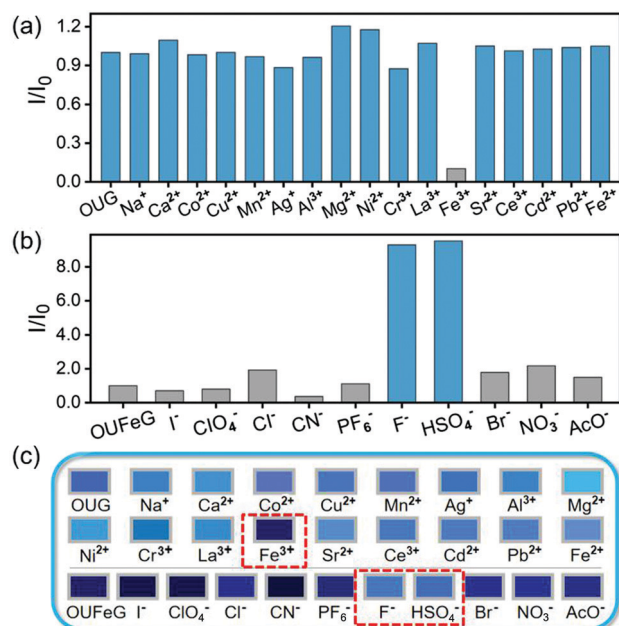 (a)
I/I₀
1.2
0.9
0.6
0.3
0.0
OUG Na⁺ Ca²⁺ Co²⁺ Cu²⁺ Mn²⁺ Ag⁺ Al³⁺ Mg²⁺ Ni²⁺ Cr³⁺ La³⁺ Fe³⁺ Sr²⁺ Ce³⁺ Cd²⁺ Pb²⁺ Fe²⁺
(b)
I/I₀
8.0
6.0
4.0
2.0
0.0
OUFeG I⁻ ClO₄⁻ Cl⁻ CN⁻ PF₆⁻ F⁻ HSO₄⁻ Br⁻ NO₃⁻ AcO⁻
(c)
OUG Na⁺ Ca²⁺ Co²⁺ Cu²⁺ Mn²⁺ Ag⁺ Al³⁺ Mg²⁺
Ni²⁺ Cr³⁺ La³⁺ Fe³⁺ Sr²⁺ Ce³⁺ Cd²⁺ Pb²⁺ Fe²⁺
OUFeG I⁻ ClO₄⁻ Cl⁻ CN⁻ PF₆⁻ F⁻ HSO₄⁻ Br⁻ NO₃⁻ AcO⁻